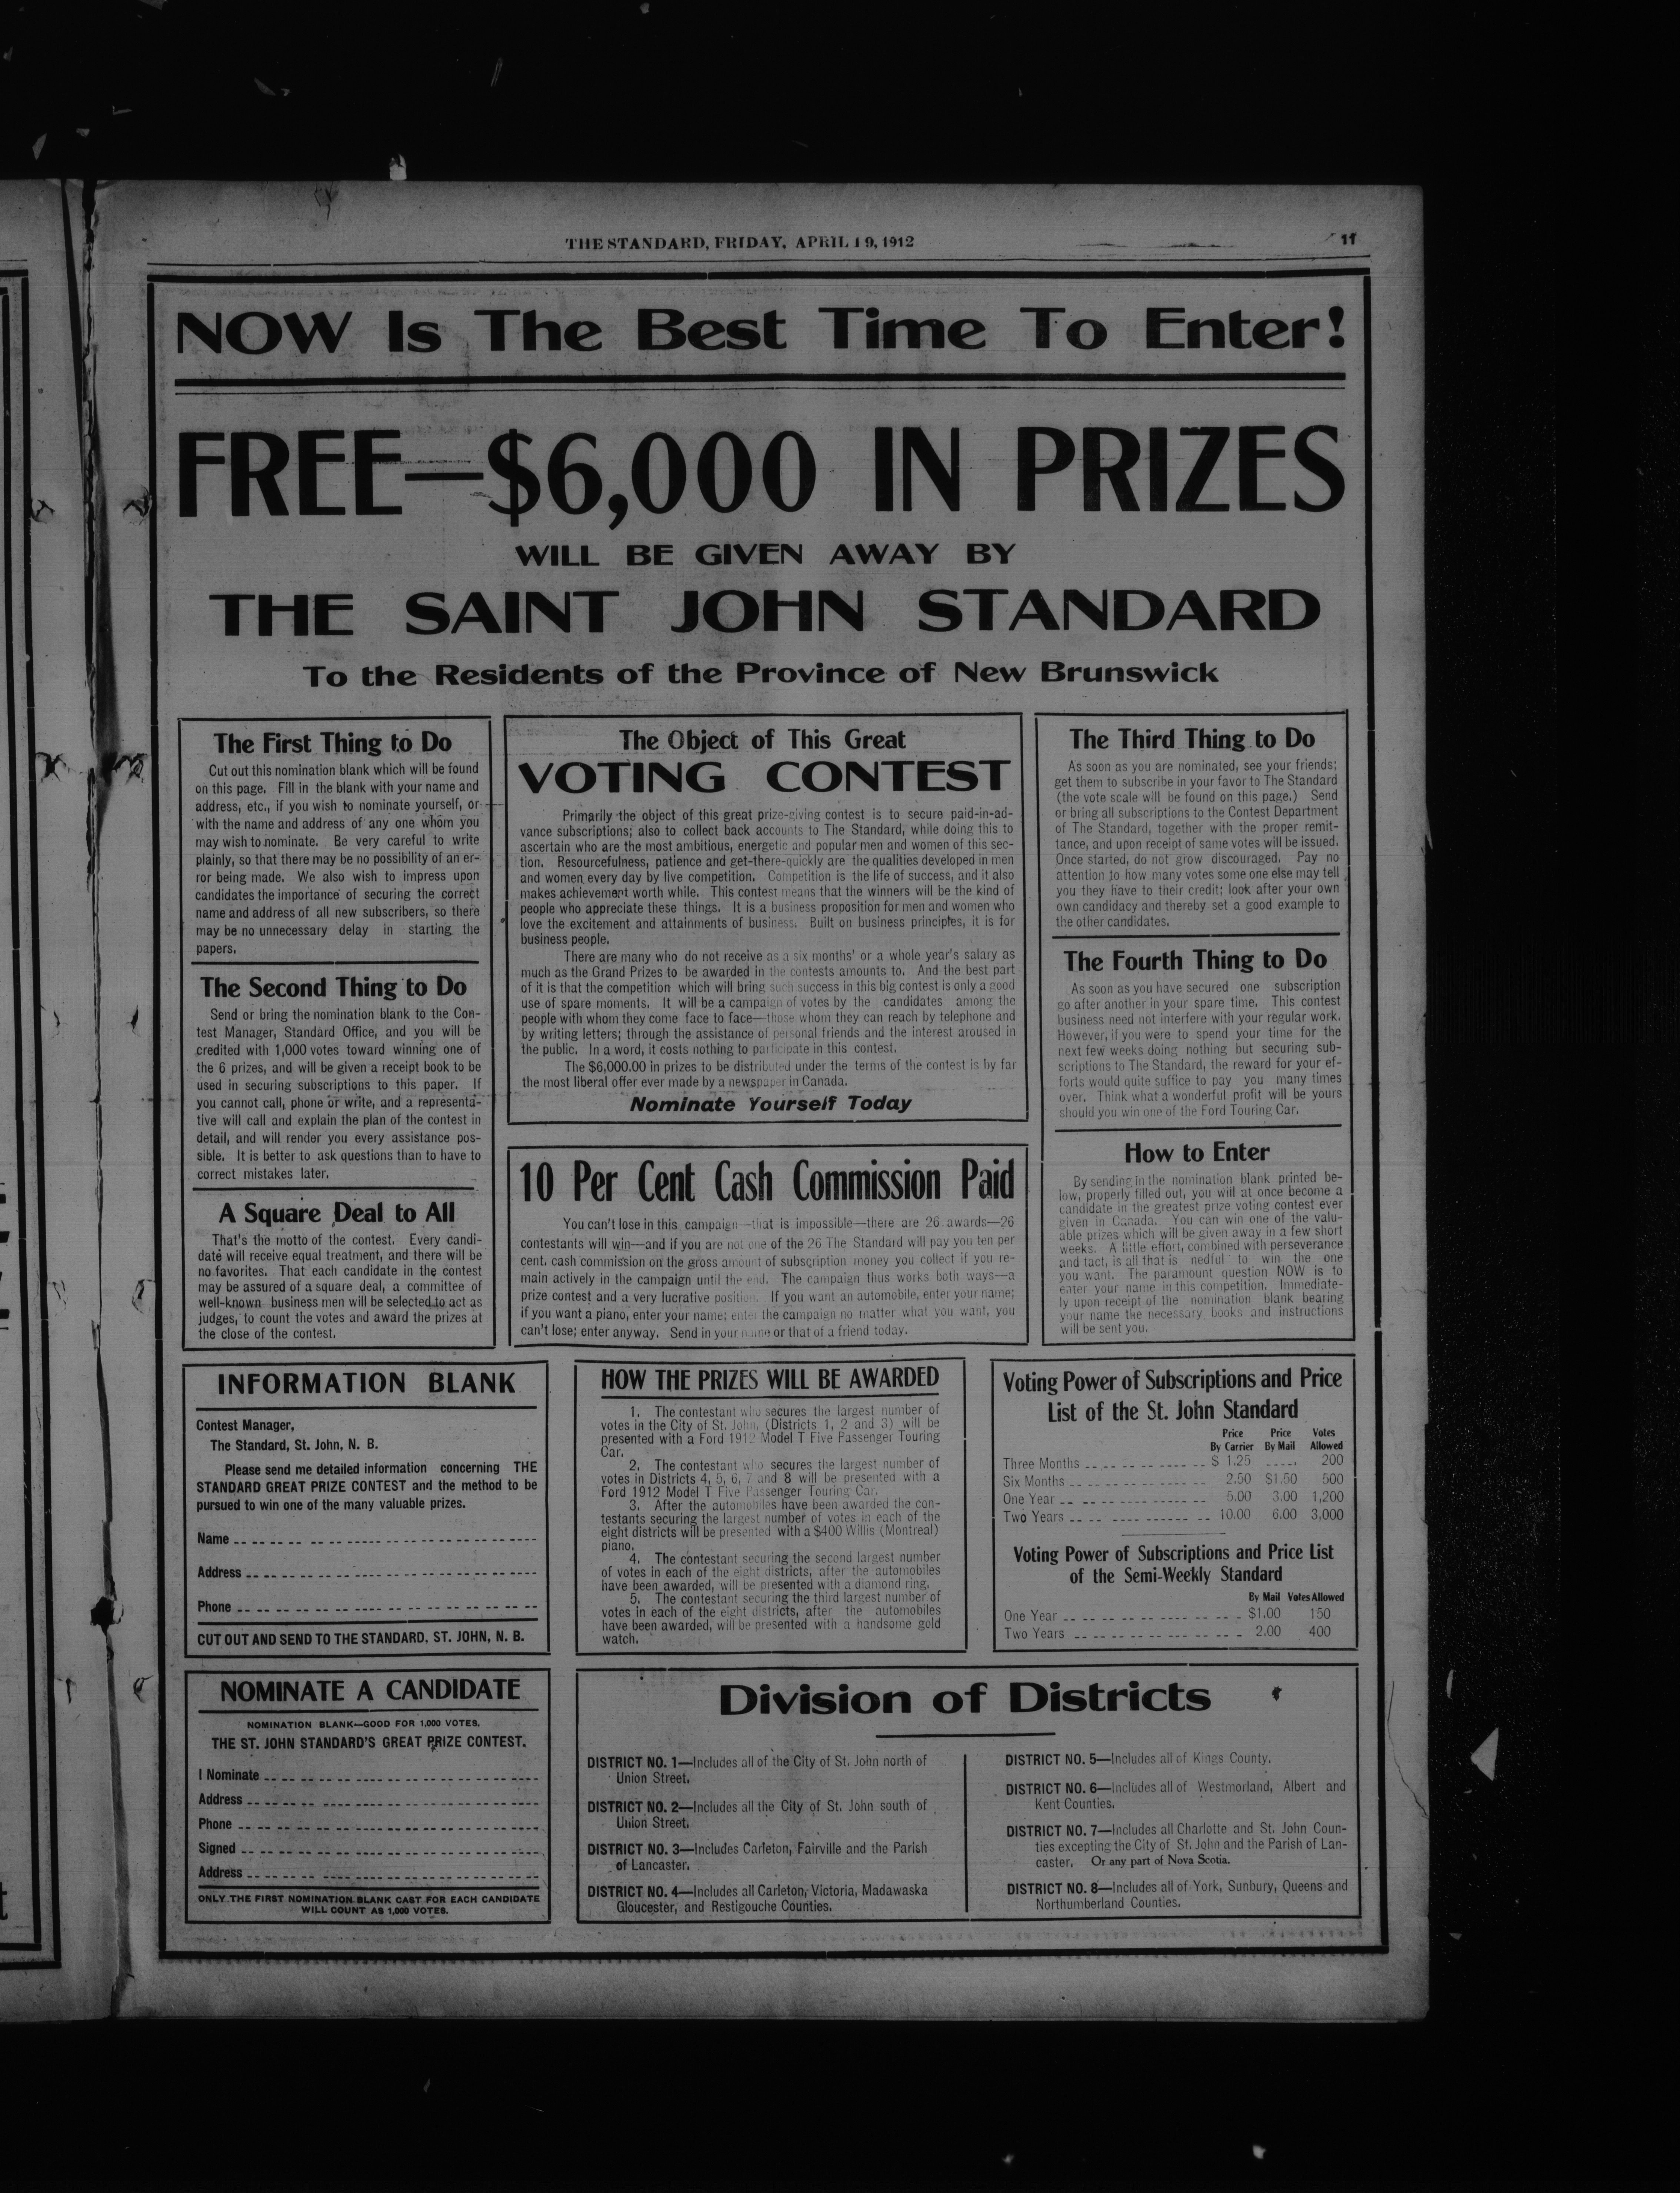 THE STANDARD, FRIDAY, APRIL 19, 1912
11
NOW Is The Best Time To Enter!
FREE—$6,000 IN PRIZES
WILL BE GIVEN AWAY BY
THE SAINT JOHN STANDARD
To the Residents of the Province of New Brunswick
The First Thing to Do
Cut out this nomination blank which will be found
on this page. Fill in the blank with your name and
address, etc., if you wish to nominate yourself, or
with the name and address of any one whom you
may wish to nominate. Be very careful to write
plainly, so that there may be no possibility of an er-
ror being made. We also wish to impress upon
candidates the importance of securing the correct
name and address of all new subscribers, so there
may be no unnecessary delay in starting the
papers.
The Second Thing to Do
Send or bring the nomination blank to the Con-
test Manager, Standard Office, and you will be
credited with 1,000 votes toward winning one of
the 6 prizes, and will be given a receipt book to be
used in securing subscriptions to this paper. If
you cannot call, phone or write, and a representa-
tive will call and explain the plan of the contest in
detail, and will render you every assistance pos-
sible. It is better to ask questions than to have to
correct mistakes later.
A Square Deal to All
That's the motto of the contest. Every candi-
date will receive equal treatment, and there will be
no favorites. That each candidate in the contest
may be assured of a square deal, a committee of
well-known business men will be selected to act as
judges, to count the votes and award the prizes at
the close of the contest.
The Object of This Great
VOTING CONTEST
Primarily the object of this great prize-giving contest is to secure paid-in-ad-
vance subscriptions; also to collect back accounts to The Standard, while doing this to
ascertain who are the most ambitious, energetic and popular men and women of this sec-
tion. Resourcefulness, patience and get-there-quickly are the qualities developed in men
and women every day by live competition. Competition is the life of success, and it also
makes achievement worth while. This contest means that the winners will be the kind of
people who appreciate these things. It is a business proposition for men and women who
love the excitement and attainments of business. Built on business principles, it is for
business people.
There are many who do not receive as a six months' or a whole year's salary as
much as the Grand Prizes to be awarded in the contests amounts to. And the best part
of it is that the competition which will bring such success in this big contest is only a good
use of spare moments. It will be a campaign of votes by the candidates among the
people with whom they come face to face—those whom they can reach by telephone and
by writing letters; through the assistance of personal friends and the interest aroused in
the public. In a word, it costs nothing to participate in this contest.
The $6,000.00 in prizes to be distributed under the terms of the contest is by far
the most liberal offer ever made by a newspaper in Canada.
Nominate Yourself Today
10 Per Cent Cash Commission Paid
You can't lose in this campaign—that is impossible—there are 26 awards—26
contestants will win—and if you are not one of the 26 The Standard will pay you ten per
cent. cash commission on the gross amount of subscription money you collect if you re-
main actively in the campaign until the end. The campaign thus works both ways—a
prize contest and a very lucrative position. If you want an automobile, enter your name;
if you want a piano, enter your name; enter the campaign no matter what you want, you
can't lose; enter anyway. Send in your name or that of a friend today.
The Third Thing to Do
As soon as you are nominated, see your friends;
get them to subscribe in your favor to The Standard
(the vote scale will be found on this page.) Send
or bring all subscriptions to the Contest Department
of The Standard, together with the proper remit-
tance, and upon receipt of same votes will be issued.
Once started, do not grow discouraged. Pay no
attention to how many votes some one else may tell
you they have to their credit; look after your own
own candidacy and thereby set a good example to
the other candidates.
The Fourth Thing to Do
As soon as you have secured one subscription
go after another in your spare time. This contest
business need not interfere with your regular work.
However, if you were to spend your time for the
next few weeks doing nothing but securing sub-
scriptions to The Standard, the reward for your ef-
forts would quite suffice to pay you many times
over. Think what a wonderful profit will be yours
should you win one of the Ford Touring Car.
How to Enter
By sending in the nomination blank printed be-
low, properly filled out, you will at once become a
candidate in the greatest prize voting contest ever
given in Canada. You can win one of the valu-
able prizes which will be given away in a few short
weeks. A little effort, combined with perseverance
and tact, is all that is nedful to win the one
you want. The paramount question NOW is to
enter your name in this competition. Immediate-
ly upon receipt of the nomination blank bearing
your name the necessary books and instructions
will be sent you.
INFORMATION BLANK
Contest Manager,
The Standard, St. John, N. B.
Please send me detailed information concerning THE
STANDARD GREAT PRIZE CONTEST and the method to be
pursued to win one of the many valuable prizes.
Name
Address
Phone
CUT OUT AND SEND TO THE STANDARD, ST. JOHN, N. B.
HOW THE PRIZES WILL BE AWARDED
1. The contestant who secures the largest number of
votes in the City of St. John, (Districts 1, 2 and 3) will be
presented with a Ford 1912 Model T Five Passenger Touring
Car.
2. The contestant who secures the largest number of
votes in Districts 4, 5, 6, 7 and 8 will be presented with a
Ford 1912 Model T Five Passenger Touring Car.
3. After the automobiles have been awarded the con-
testants securing the largest number of votes in each of the
eight districts will be presented with a $400 Willis (Montreal)
piano.
4. The contestant securing the second largest number
of votes in each of the eight districts, after the automobiles
have been awarded, will be presented with a diamond ring.
5. The contestant securing the third largest number of
votes in each of the eight districts, after the automobiles
have been awarded, will be presented with a handsome gold
watch.
Voting Power of Subscriptions and Price
List of the St. John Standard
Price Price Votes
By Carrier By Mail Allowed
Three Months $ 1.25 ..... 200
Six Months 2.50 $1.50 500
One Year 5.00 3.00 1,200
Two Years 10.00 6.00 3,000
Voting Power of Subscriptions and Price List
of the Semi-Weekly Standard
By Mail Votes Allowed
One Year $1.00 150
Two Years 2.00 400
NOMINATE A CANDIDATE
NOMINATION BLANK—GOOD FOR 1,000 VOTES.
THE ST. JOHN STANDARD'S GREAT PRIZE CONTEST.
I Nominate
Address
Phone
Signed
Address
ONLY THE FIRST NOMINATION BLANK CAST FOR EACH CANDIDATE
WILL COUNT AS 1,000 VOTES.
Division of Districts
DISTRICT NO. 1—Includes all of the City of St. John north of
Union Street.
DISTRICT NO. 2—Includes all the City of St. John south of
Union Street.
DISTRICT NO. 3—Includes Carleton, Fairville and the Parish
of Lancaster.
DISTRICT NO. 4—Includes all Carleton, Victoria, Madawaska
Gloucester, and Restigouche Counties.
DISTRICT NO. 5—Includes all of Kings County.
DISTRICT NO. 6—Includes all of Westmorland, Albert and
Kent Counties.
DISTRICT NO. 7—Includes all Charlotte and St. John Coun-
ties excepting the City of St. John and the Parish of Lan-
caster. Or any part of Nova Scotia.
DISTRICT NO. 8—Includes all of York, Sunbury, Queens and
Northumberland Counties.